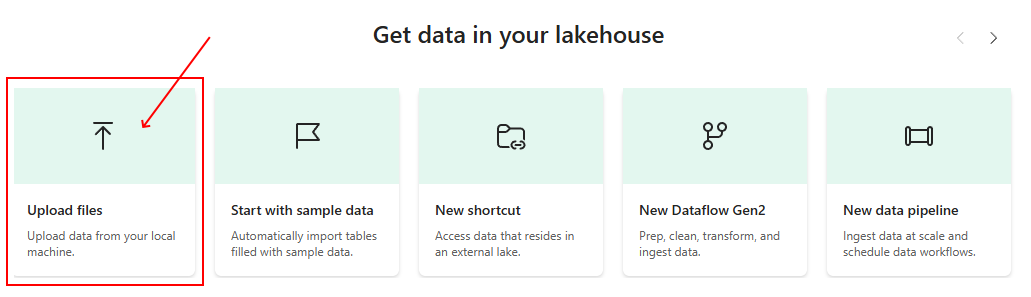 Get data in your lakehouse
Upload files
Upload data from your local
machine.
Start with sample data
Automatically import tables
filled with sample data.
New shortcut
Access data that resides in
an external lake.
New Dataflow Gen2
Prep, clean, transform, and
ingest data.
New data pipeline
Ingest data at scale and
schedule data workflows.